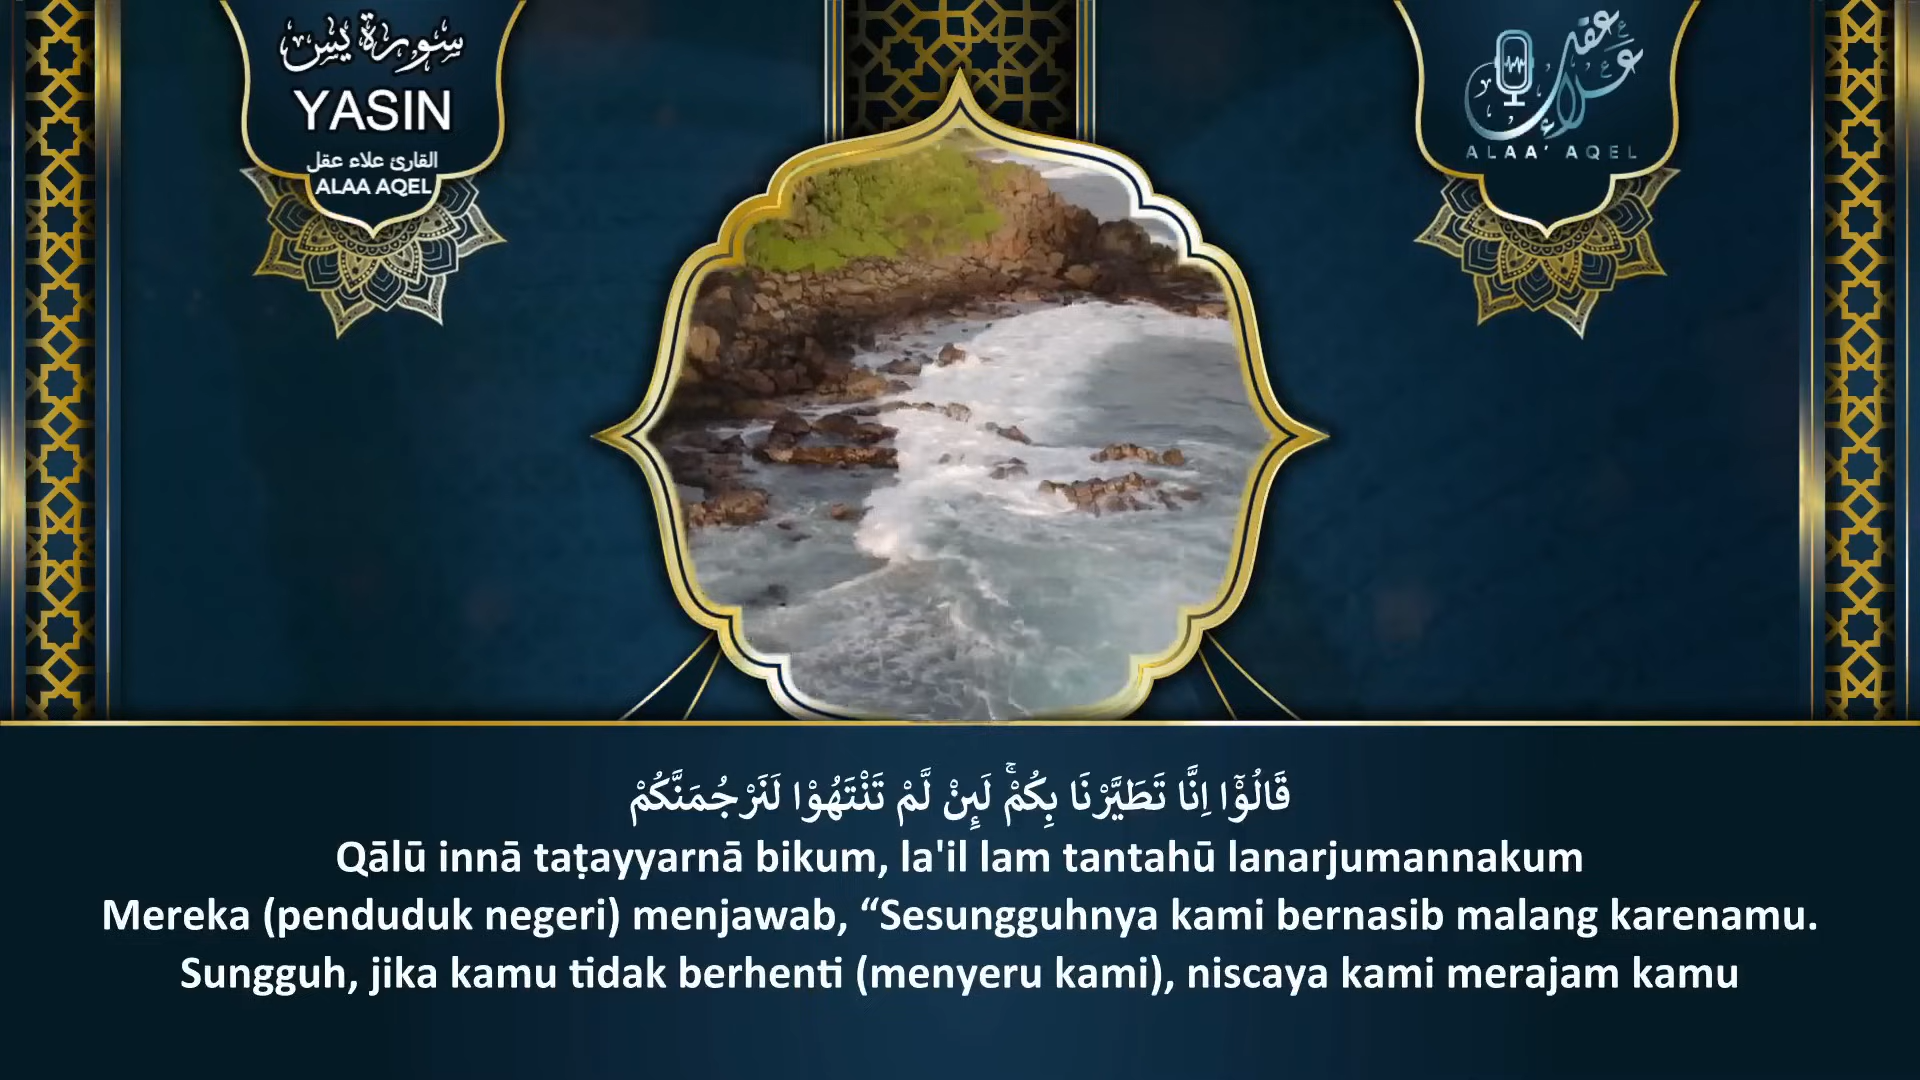 سورة يس
YASIN
القارئ علاء عقل
ALAA AQEL
علاء عقل
ALAA' AQEL
قَالُوْٓا اِنَّا تَطَيَّرْنَا بِكُمْۚ لَىِٕنْ لَّمْ تَنْتَهُوْا لَنَرْجُمَنَّكُمْ
Qālū innā taṭayyarnā bikum, la'il lam tantahū lanarjumannakum
Mereka (penduduk negeri) menjawab, “Sesungguhnya kami bernasib malang karenamu.
Sungguh, jika kamu tidak berhenti (menyeru kami), niscaya kami merajam kamu